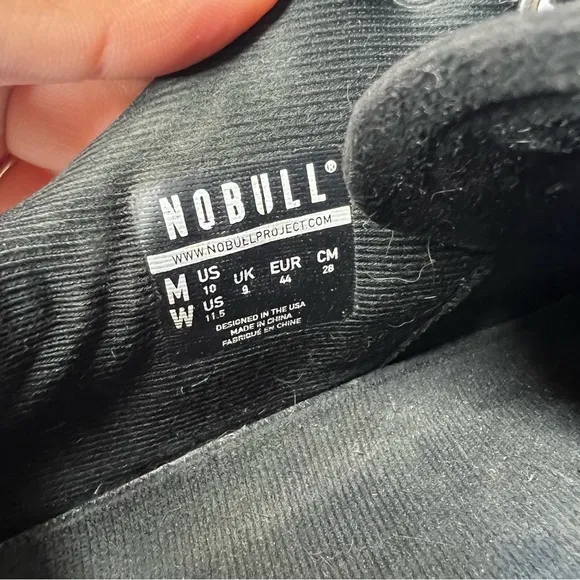 NOBULL®
WWW.NOBULLPROJECT.COM
M US 10 UK 9 EUR 44 CM 28
W US 11.5
DESIGNED IN THE USA
MADE IN CHINA
FABRIQUÉ EN CHINE